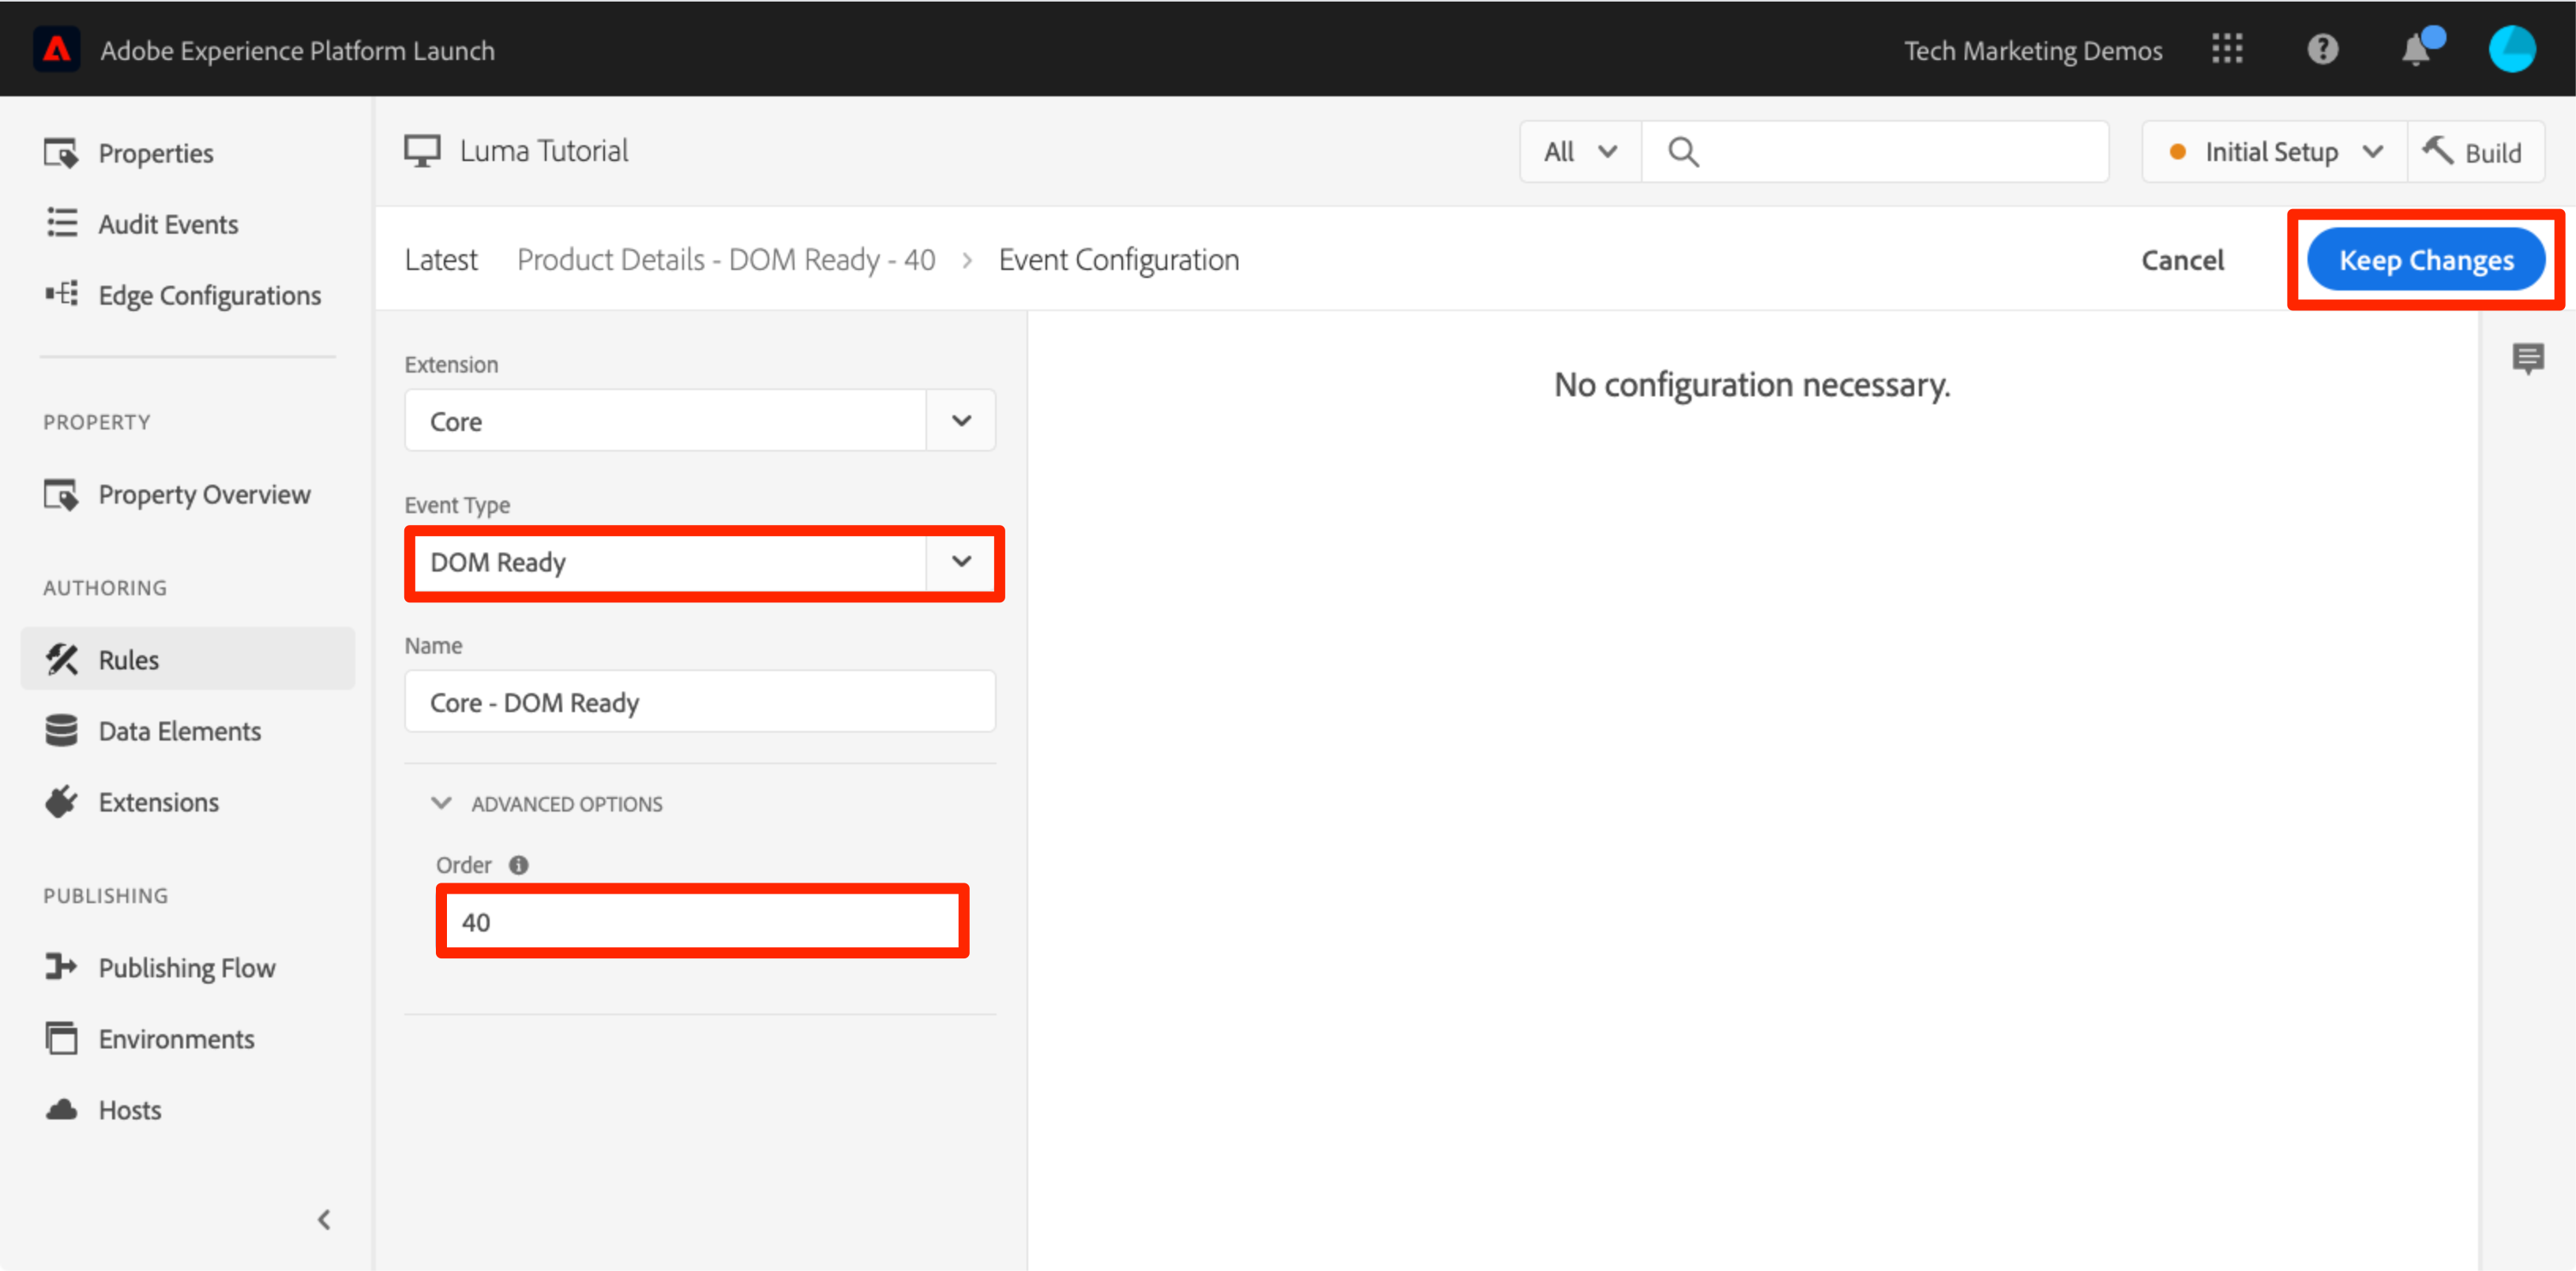 Adobe Experience Platform Launch
Tech Marketing Demos
Properties
Audit Events
Edge Configurations
PROPERTY
Property Overview
AUTHORING
Rules
Data Elements
Extensions
PUBLISHING
Publishing Flow
Environments
Hosts
Luma Tutorial
All
Initial Setup
Build
Latest
Product Details - DOM Ready - 40
Event Configuration
Cancel
Keep Changes
Extension
Core
Event Type
DOM Ready
Name
Core - DOM Ready
ADVANCED OPTIONS
Order
40
No configuration necessary.